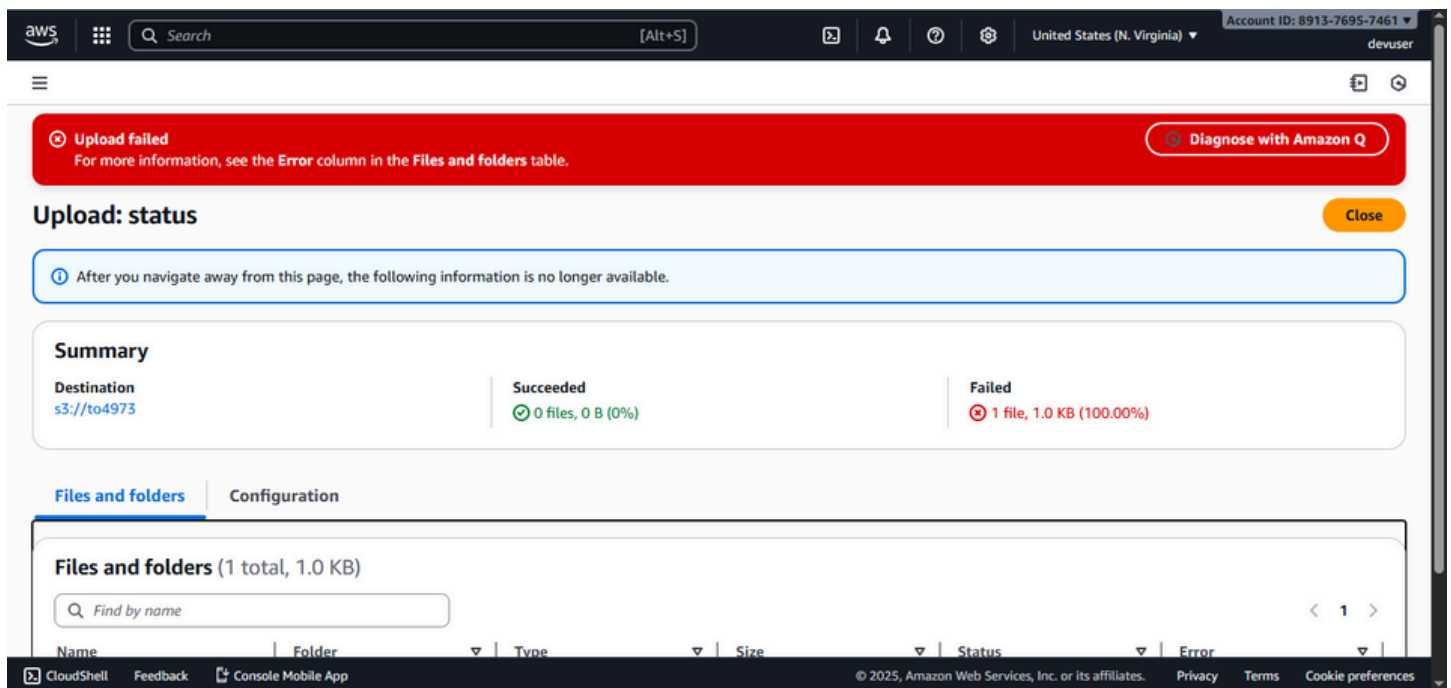 aws
Search [Alt+S]
United States (N. Virginia) ▼
Account ID: 8913-7695-7461 ▼
devuser
Upload failed
For more information, see the Error column in the Files and folders table.
Diagnose with Amazon Q
Upload: status
Close
After you navigate away from this page, the following information is no longer available.
Summary
Destination
s3://to4973
Succeeded
0 files, 0 B (0%)
Failed
1 file, 1.0 KB (100.00%)
Files and folders
Configuration
Files and folders (1 total, 1.0 KB)
Find by name
1
Name Folder Type Size Status Error
CloudShell Feedback Console Mobile App © 2025, Amazon Web Services, Inc. or its affiliates. Privacy Terms Cookie preferences